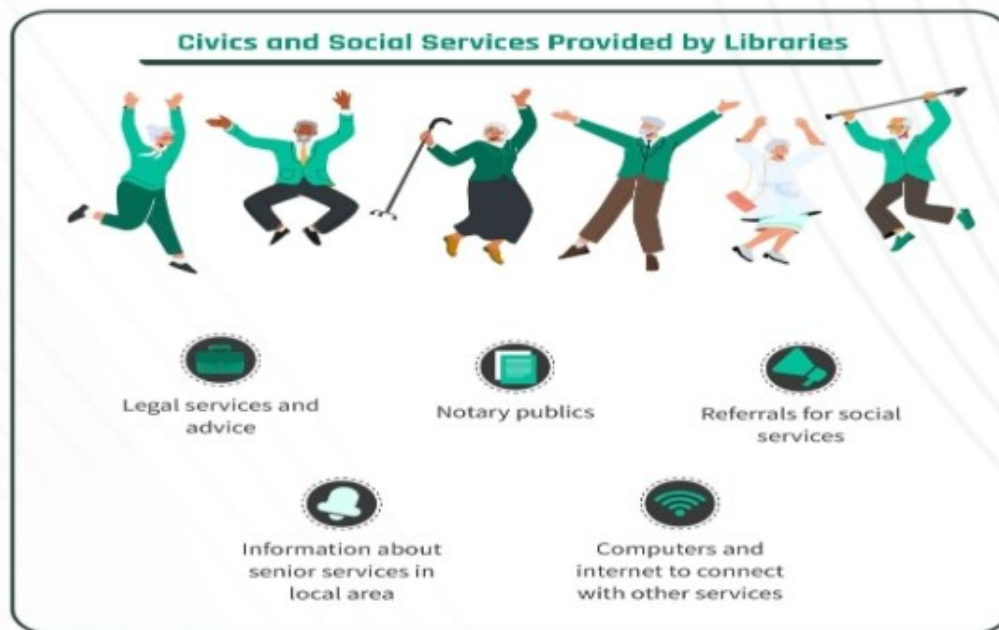 Civics and Social Services Provided by Libraries
Legal services and
advice
Notary publics
Referrals for social
services
Information about
senior services in
local area
Computers and
internet to connect
with other services